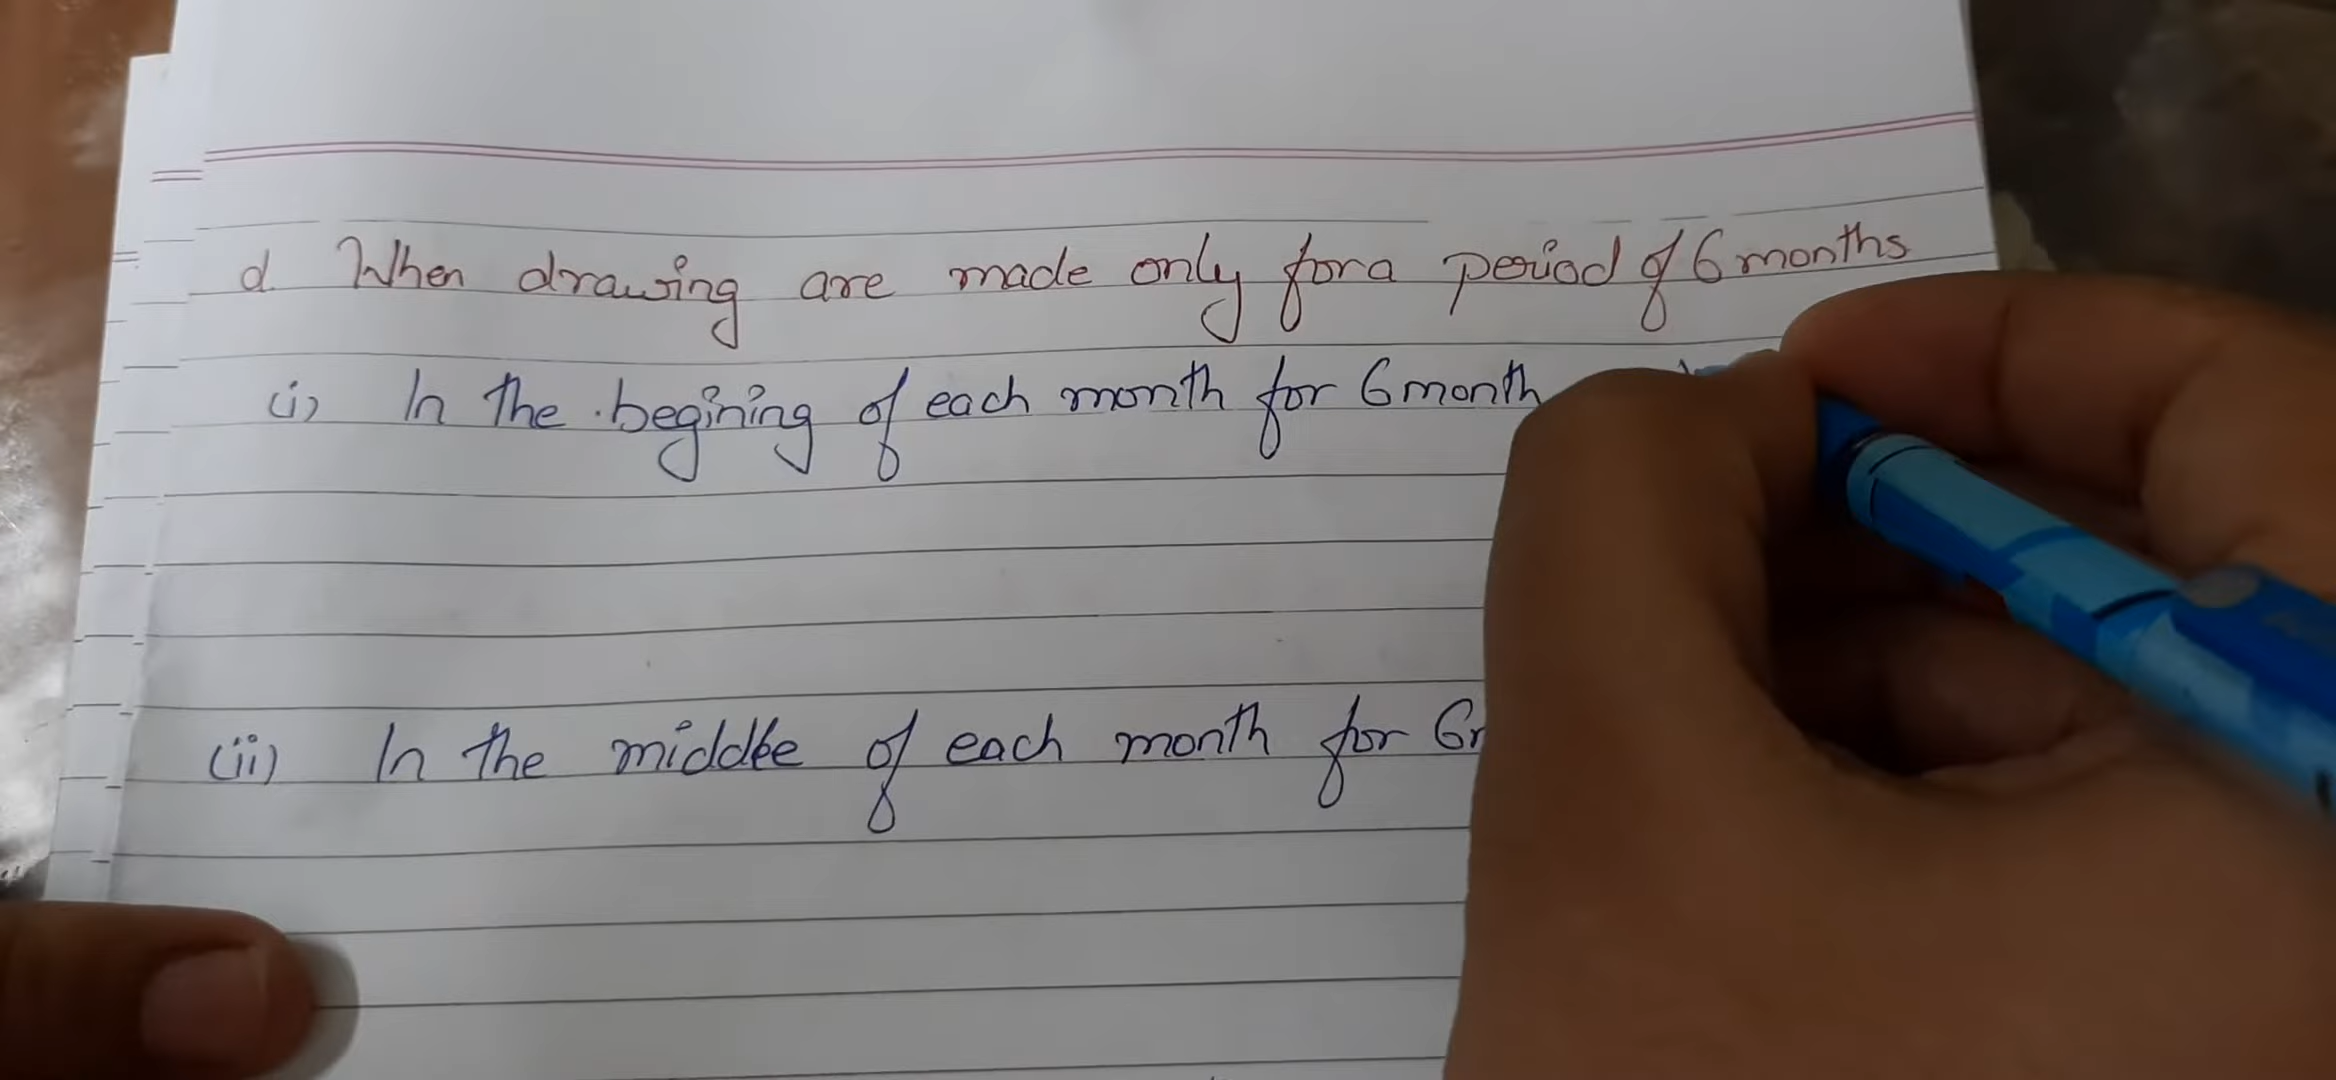 d. When drawing are made only for a period of 6 months
(i) In the begining of each month for 6 month
(ii) In the middle of each month for